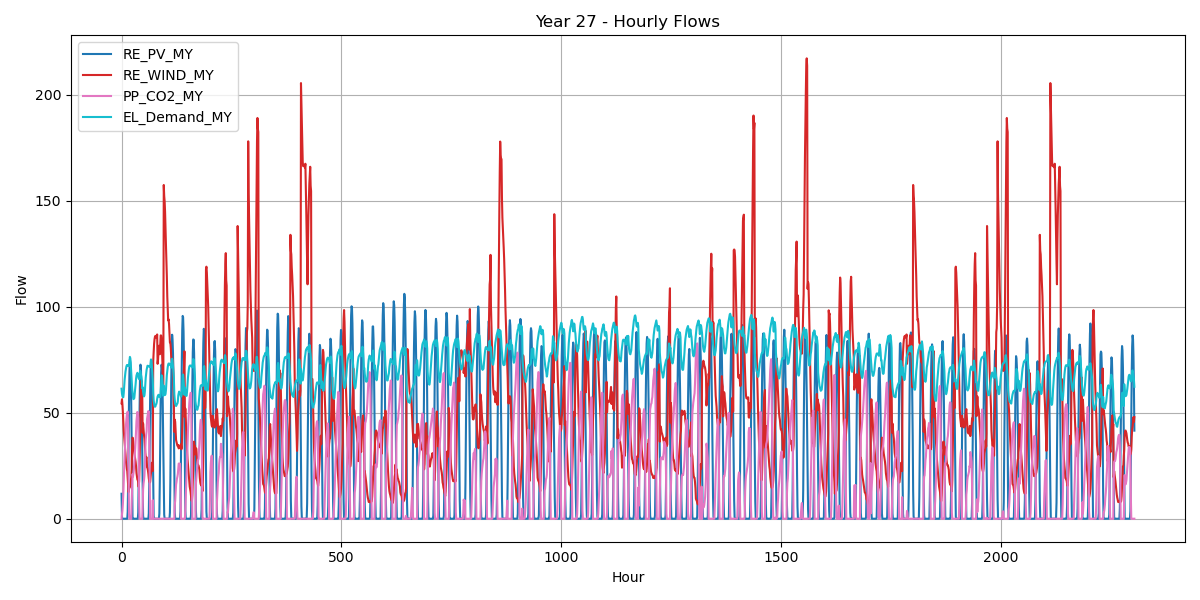 Year 27 - Hourly Flows
RE_PV_MY
RE_WIND_MY
PP_CO2_MY
EL_Demand_MY
Flow
200
150
100
50
0
0 500 1000 1500 2000
Hour